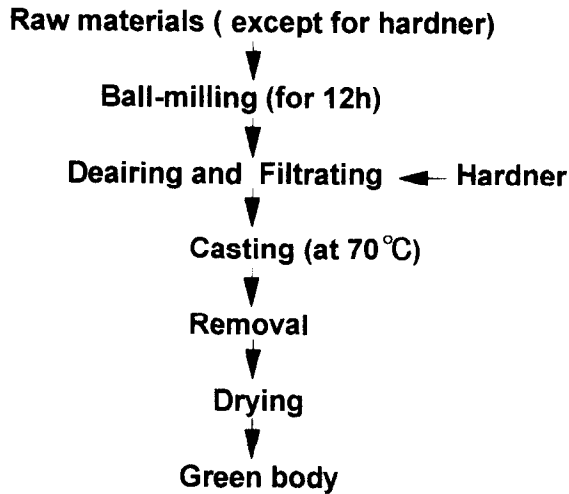 Raw materials ( except for hardner)
Ball-milling (for 12h)
Deairing and Filtrating
Hardner
Casting (at 70°C)
Removal
Drying
Green body